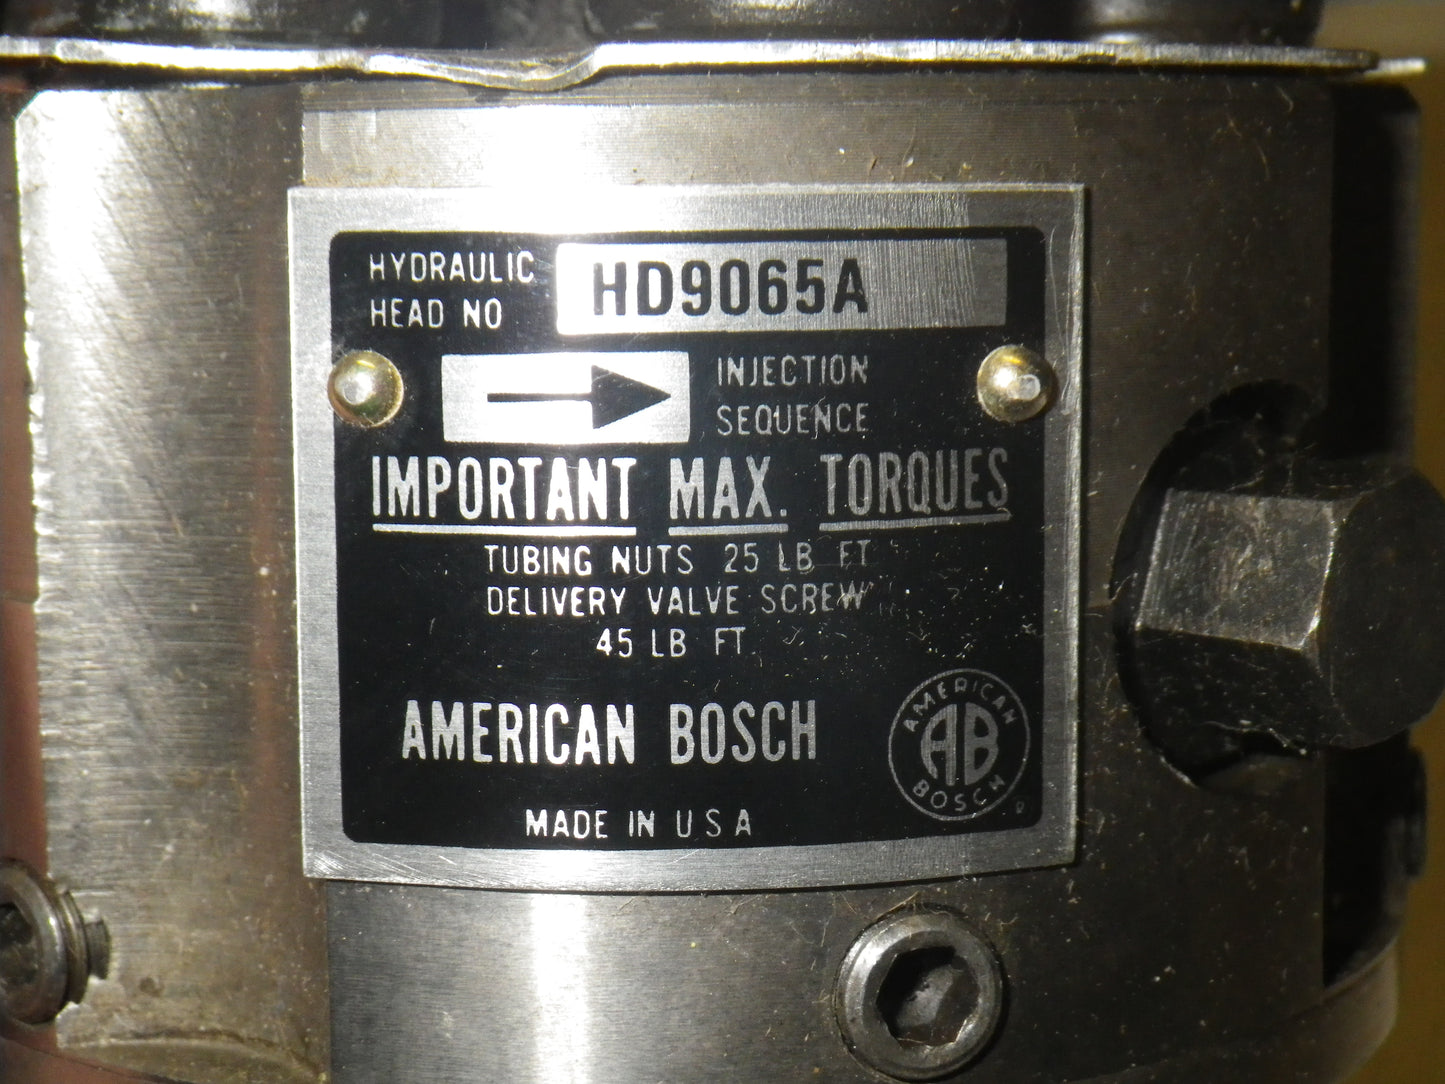 HYDRAULIC
HEAD NO
HD9065A
INJECTION
SEQUENCE
IMPORTANT MAX. TORQUES
TUBING NUTS 25 LB FT
DELIVERY VALVE SCREW
45 LB FT
AMERICAN BOSCH
AMERICAN
AB
BOSCH
®
MADE IN U S A